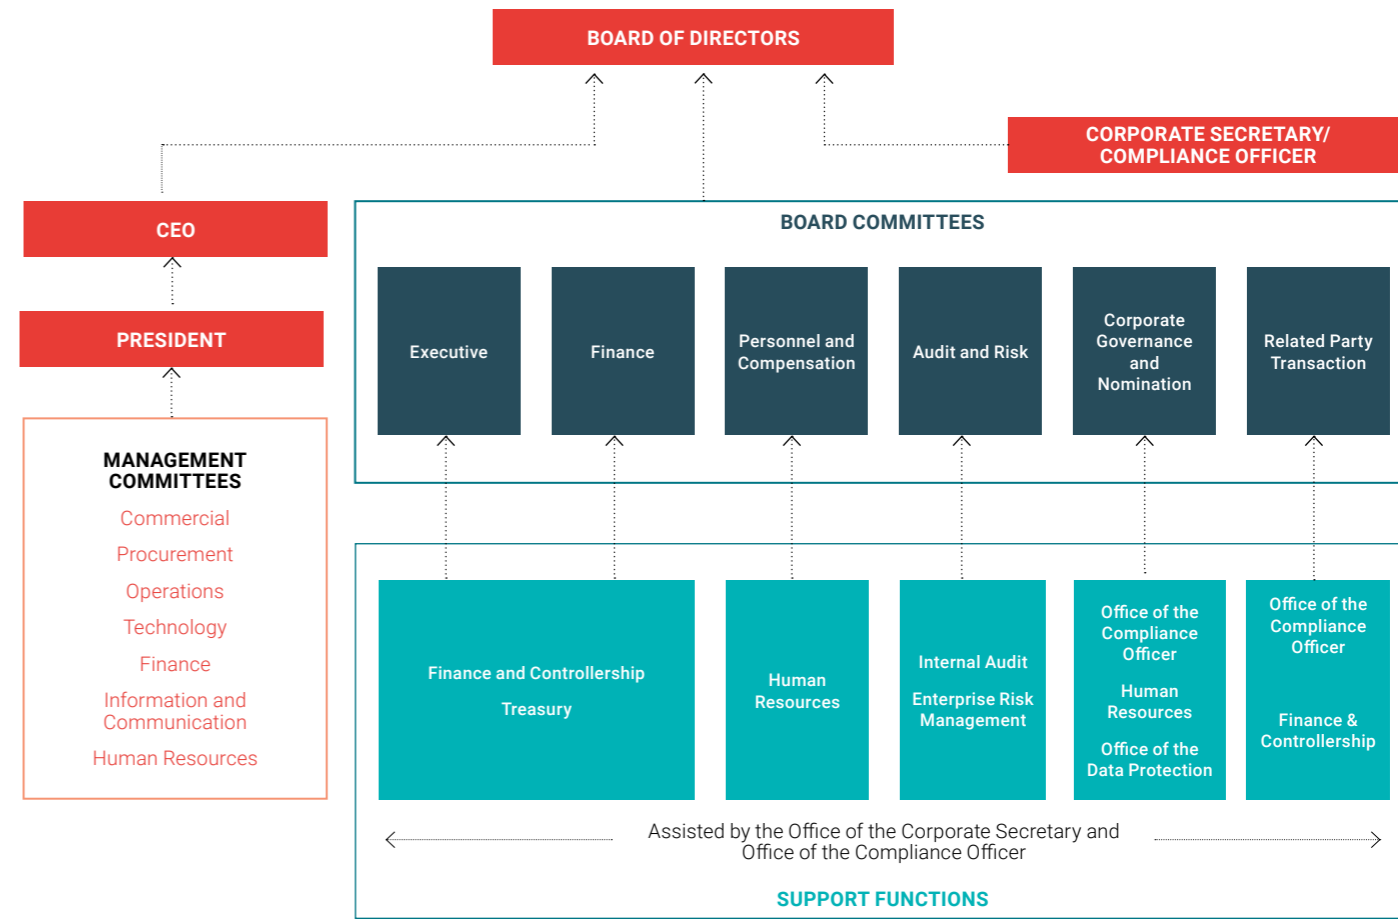 BOARD OF DIRECTORS
CORPORATE SECRETARY/
COMPLIANCE OFFICER
CEO
PRESIDENT
MANAGEMENT
COMMITTEES
Commercial
Procurement
Operations
Technology
Finance
Information and
Communication
Human Resources
BOARD COMMITTEES
Executive
Finance
Personnel and
Compensation
Audit and Risk
Corporate
Governance
and
Nomination
Related Party
Transaction
Finance and Controllership
Treasury
Human
Resources
Internal Audit
Enterprise Risk
Management
Office of the
Compliance
Officer
Human
Resources
Office of the
Data Protection
Office of the
Compliance
Officer
Finance &
Controllership
Assisted by the Office of the Corporate Secretary and
Office of the Compliance Officer
SUPPORT FUNCTIONS